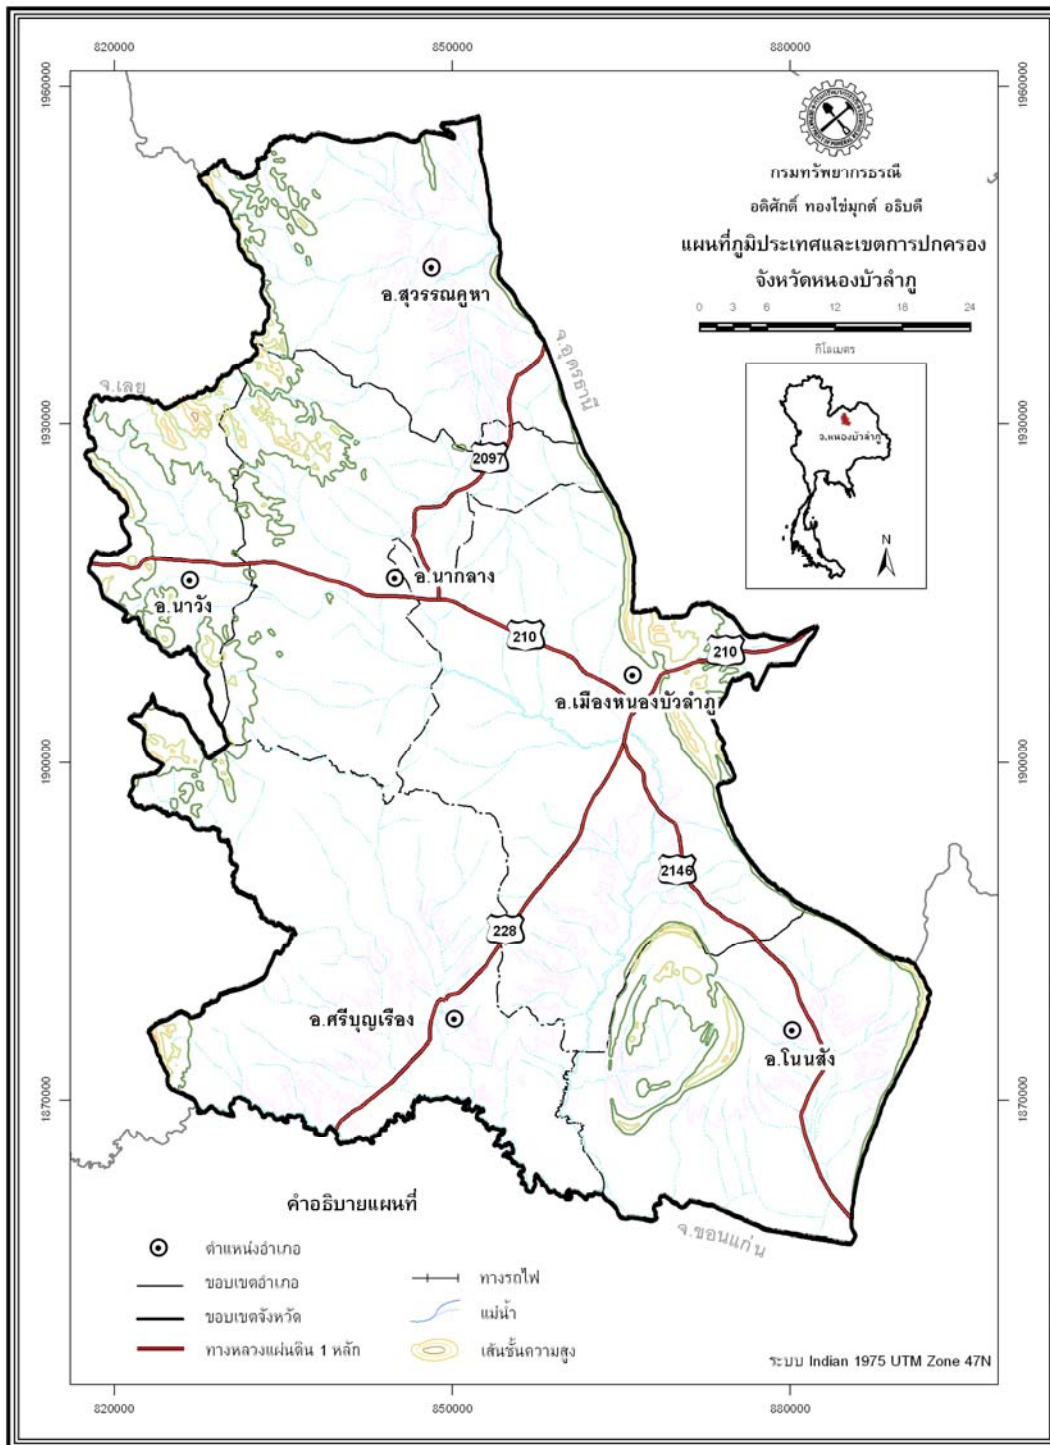 820000
850000
880000
1960000
1960000
กรมทรัพยากรธรณี
อดิศักดิ์ ทองไข่มุกต์ อธิบดี
แผนที่ภูมิประเทศและเขตการปกครอง
จังหวัดหนองบัวลำภู
0 3 6 12 18 24
กิโลเมตร
อ.สุวรรณคูหา
จ.อุดรธานี
จ.เลย
จ.หนองบัวลำภู
N
1930000
1930000
2097
อ.นากลาง
อ.นาวัง
210
210
อ.เมืองหนองบัวลำภู
1900000
1900000
2146
228
อ.ศรีบุญเรือง
อ.โนนสัง
1870000
1870000
จ.ขอนแก่น
คำอธิบายแผนที่
ตำแหน่งอำเภอ
ขอบเขตอำเภอ
ขอบเขตจังหวัด
ทางหลวงแผ่นดิน 1 หลัก
ทางรถไฟ
แม่น้ำ
เส้นชั้นความสูง
ระบบ Indian 1975 UTM Zone 47N
820000
850000
880000